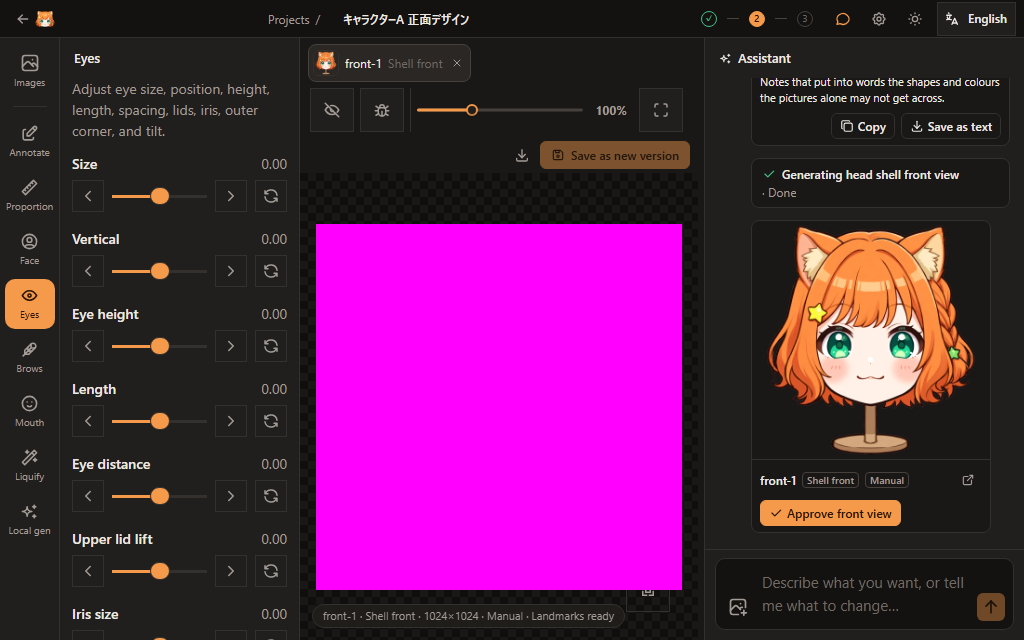 Projects /
キャラクターA 正面デザイン
2
3
English
Images
Annotate
Proportion
Face
Eyes
Brows
Mouth
Liquify
Local gen
Eyes
Adjust eye size, position, height,
length, spacing, lids, iris, outer
corner, and tilt.
Size 0.00
Vertical 0.00
Eye height 0.00
Length 0.00
Eye distance 0.00
Upper lid lift 0.00
Iris size 0.00
front-1 Shell front
100%
Save as new version
front-1 · Shell front · 1024×1024 · Manual · Landmarks ready
Assistant
Notes that put into words the shapes and colours
the pictures alone may not get across.
Copy
Save as text
Generating head shell front view
· Done
front-1 Shell front Manual
Approve front view
Describe what you want, or tell
me what to change...